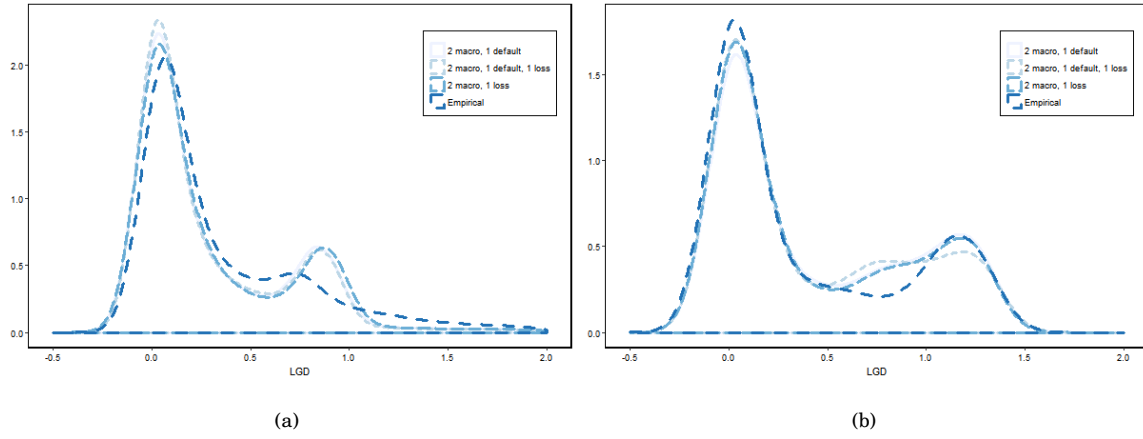 2 macro, 1 default
2 macro, 1 default, 1 loss
2 macro, 1 loss
Empirical
2.0
1.5
1.0
0.5
0.0
-0.5 0.0 0.5 1.0 1.5 2.0
LGD
(a)
2 macro, 1 default
2 macro, 1 default, 1 loss
2 macro, 1 loss
Empirical
1.5
1.0
0.5
0.0
-0.5 0.0 0.5 1.0 1.5 2.0
LGD
(b)